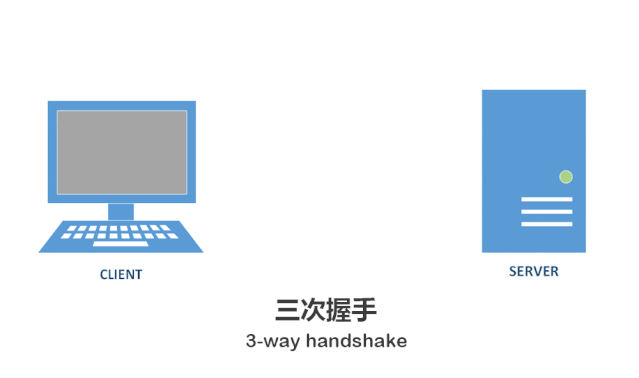 CLIENT
SERVER
三次握手
3-way handshake